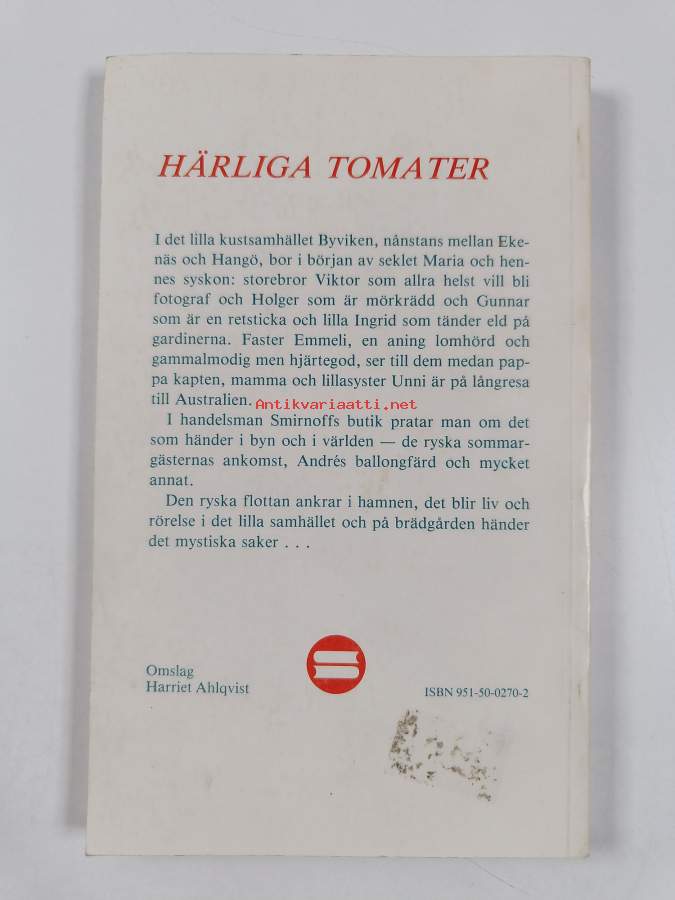 HÄRLIGA TOMATER
I det lilla kustsamhället Byviken, nånstans mellan Eke-
näs och Hangö, bor i början av seklet Maria och hen-
nes syskon: storebror Viktor som allra helst vill bli
fotograf och Holger som är mörkrädd och Gunnar
som är en retsticka och lilla Ingrid som tänder eld på
gardinerna. Faster Emmeli, en aning lomhörd och
gammalmodig men hjärtegod, ser till dem medan pap-
pa kapten, mamma och lillasyster Unni är på långresa
till Australien.
Antikvariaatti.net
I handelsman Smirnoffs butik pratar man om det
som händer i byn och i världen — de ryska sommar-
gästernas ankomst, Andrés ballongfärd och mycket
annat.
Den ryska flottan ankrar i hamnen, det blir liv och
rörelse i det lilla samhället och på brädgården händer
det mystiska saker . . .
Omslag
Harriet Ahlqvist
ISBN 951-50-0270-2